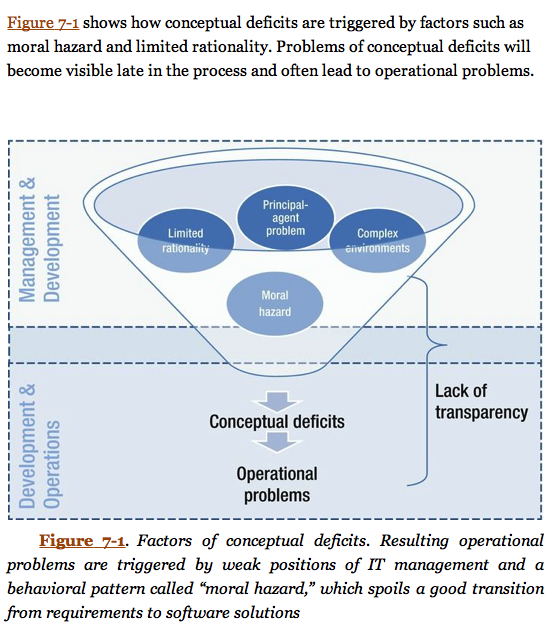 Figure 7-1 shows how conceptual deficits are triggered by factors such as
moral hazard and limited rationality. Problems of conceptual deficits will
become visible late in the process and often lead to operational problems.
Management &
Development
Principal-
agent
problem
Limited
rationality
Complex
environments
Moral
hazard
Development &
Operations
Lack of
transparency
Conceptual deficits
Operational
problems
Figure 7-1. Factors of conceptual deficits. Resulting operational
problems are triggered by weak positions of IT management and a
behavioral pattern called “moral hazard,” which spoils a good transition
from requirements to software solutions